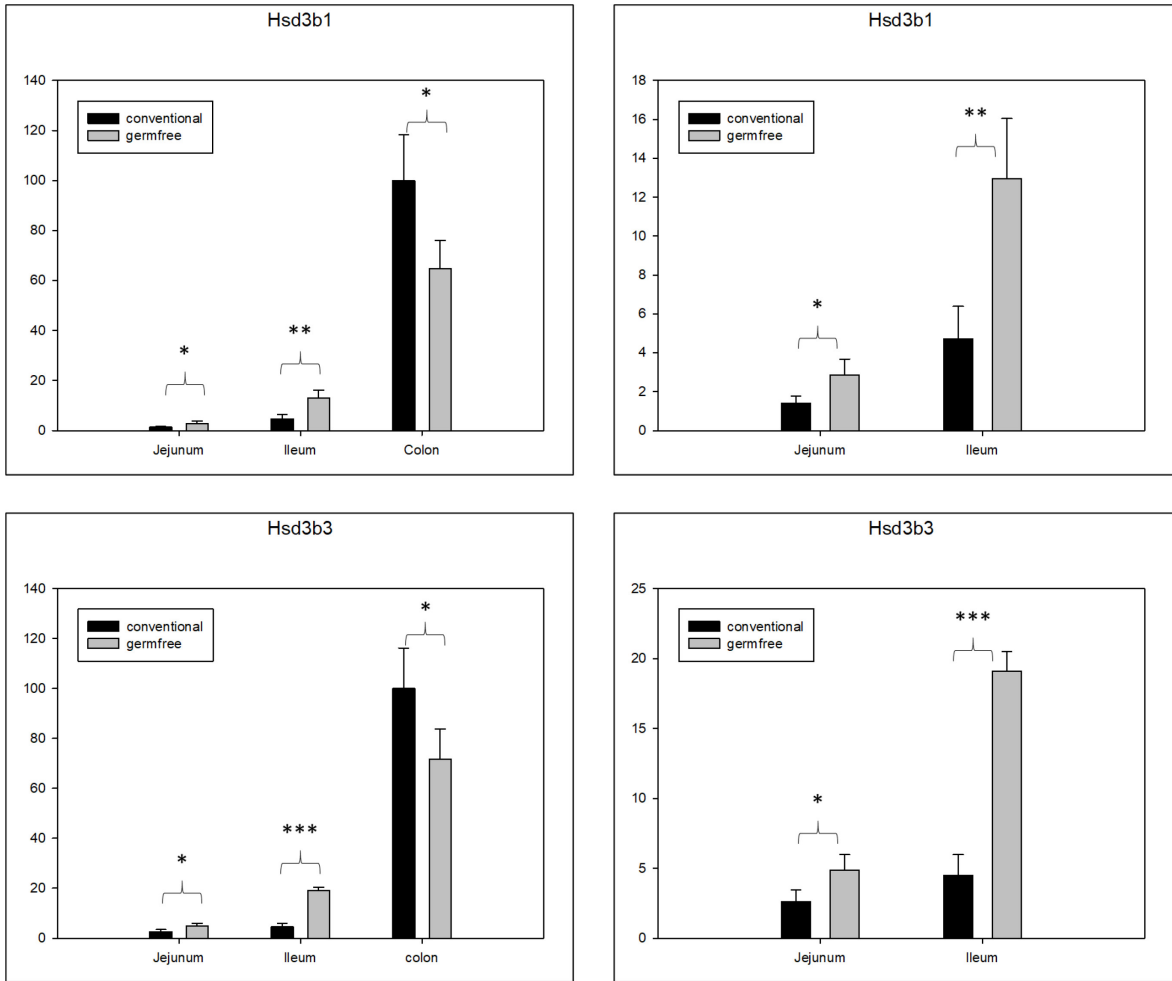 Hsd3b1
140
120
100
80
60
40
20
0
conventional
germfree
*
**
*
Jejunum
Ileum
Colon
Hsd3b1
18
16
14
12
10
8
6
4
2
0
conventional
germfree
*
**
Jejunum
Ileum
Hsd3b3
140
120
100
80
60
40
20
0
conventional
germfree
*
***
*
Jejunum
Ileum
colon
Hsd3b3
25
20
15
10
5
0
conventional
germfree
*
***
Jejunum
Ileum